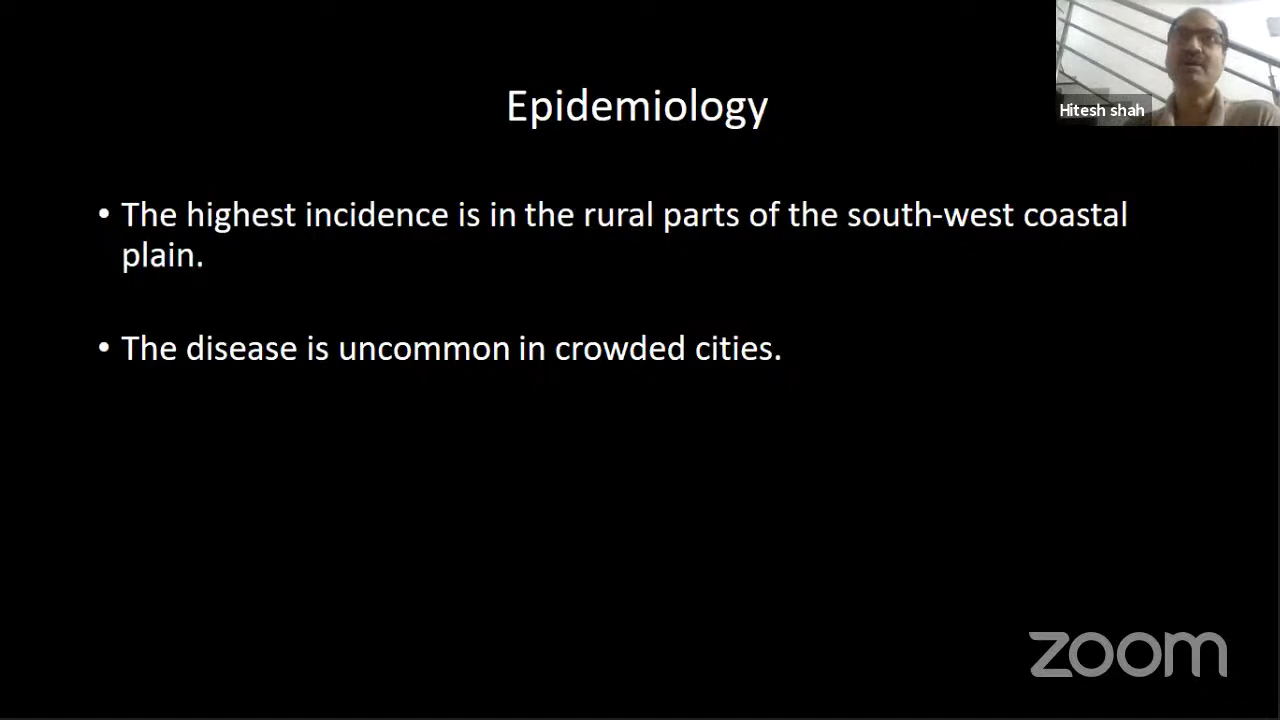 Epidemiology
Hitesh shah
• The highest incidence is in the rural parts of the south-west coastal
plain.
• The disease is uncommon in crowded cities.
zoom